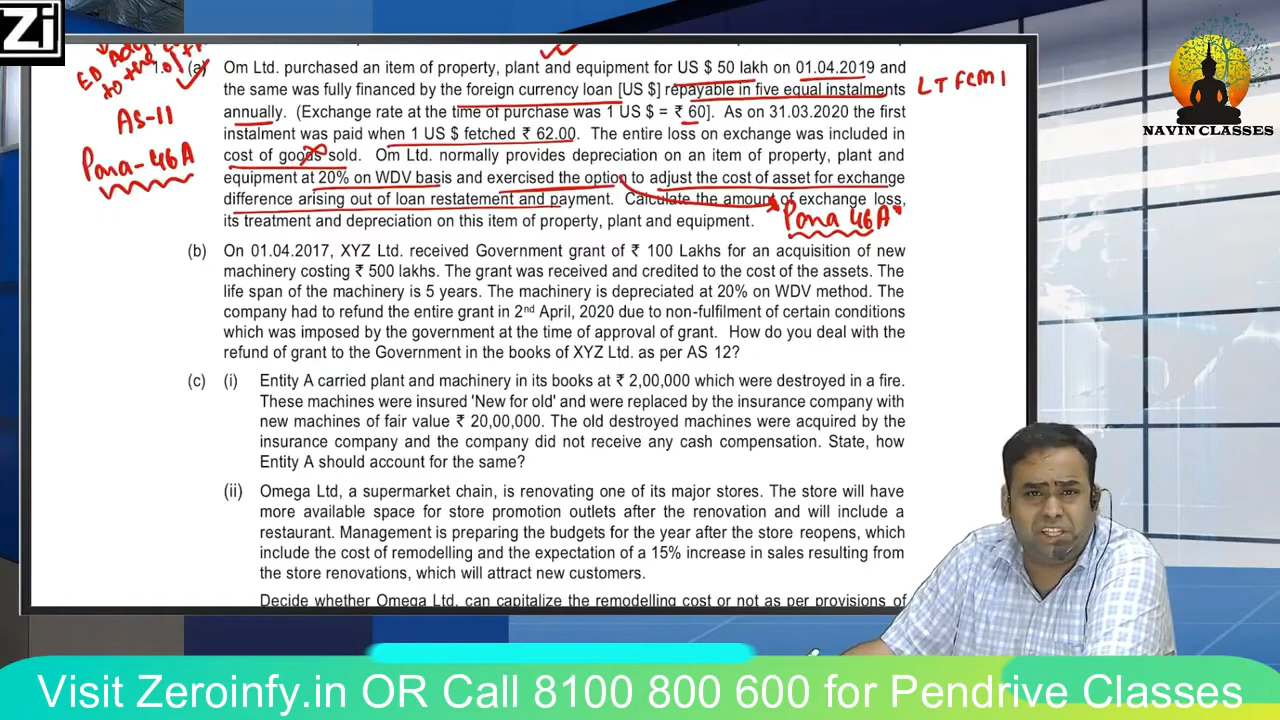 Zi
ED Adj
to the
of
AS-11
Para-46A
(a) Om Ltd. purchased an item of property, plant and equipment for US $ 50 lakh on 01.04.2019 and
the same was fully financed by the foreign currency loan [US $] repayable in five equal instalments
annually. (Exchange rate at the time of purchase was 1 US $ = ₹ 60]. As on 31.03.2020 the first
instalment was paid when 1 US $ fetched ₹ 62.00. The entire loss on exchange was included in
cost of goods sold. Om Ltd. normally provides depreciation on an item of property, plant and
equipment at 20% on WDV basis and exercised the option to adjust the cost of asset for exchange
difference arising out of loan restatement and payment. Calculate the amount of exchange loss,
its treatment and depreciation on this item of property, plant and equipment.
LTFCMI
Para 46A
(b) On 01.04.2017, XYZ Ltd. received Government grant of ₹ 100 Lakhs for an acquisition of new
machinery costing ₹ 500 lakhs. The grant was received and credited to the cost of the assets. The
life span of the machinery is 5 years. The machinery is depreciated at 20% on WDV method. The
company had to refund the entire grant in 2nd April, 2020 due to non-fulfilment of certain conditions
which was imposed by the government at the time of approval of grant. How do you deal with the
refund of grant to the Government in the books of XYZ Ltd. as per AS 12?
(c) (i) Entity A carried plant and machinery in its books at ₹ 2,00,000 which were destroyed in a fire.
These machines were insured 'New for old' and were replaced by the insurance company with
new machines of fair value ₹ 20,00,000. The old destroyed machines were acquired by the
insurance company and the company did not receive any cash compensation. State, how
Entity A should account for the same?
(ii) Omega Ltd, a supermarket chain, is renovating one of its major stores. The store will have
more available space for store promotion outlets after the renovation and will include a
restaurant. Management is preparing the budgets for the year after the store reopens, which
include the cost of remodelling and the expectation of a 15% increase in sales resulting from
the store renovations, which will attract new customers.
Decide whether Omega Ltd. can capitalize the remodelling cost or not as per provisions of
NAVIN CLASSES
Visit Zeroinfy.in OR Call 8100 800 600 for Pendrive Classes